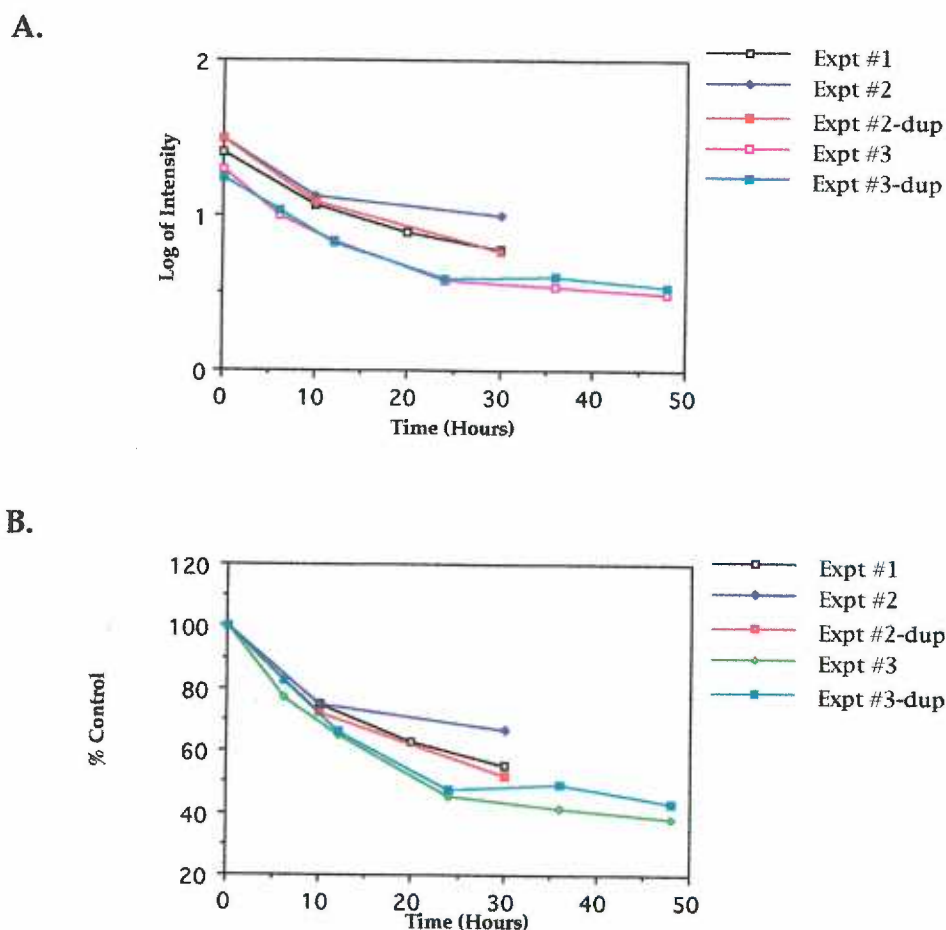 A.
2
1
0
Log of Intensity
0 10 20 30 40 50
Time (Hours)
Expt #1
Expt #2
Expt #2-dup
Expt #3
Expt #3-dup
B.
120
100
80
60
40
20
% Control
0 10 20 30 40 50
Time (Hours)
Expt #1
Expt #2
Expt #2-dup
Expt #3
Expt #3-dup